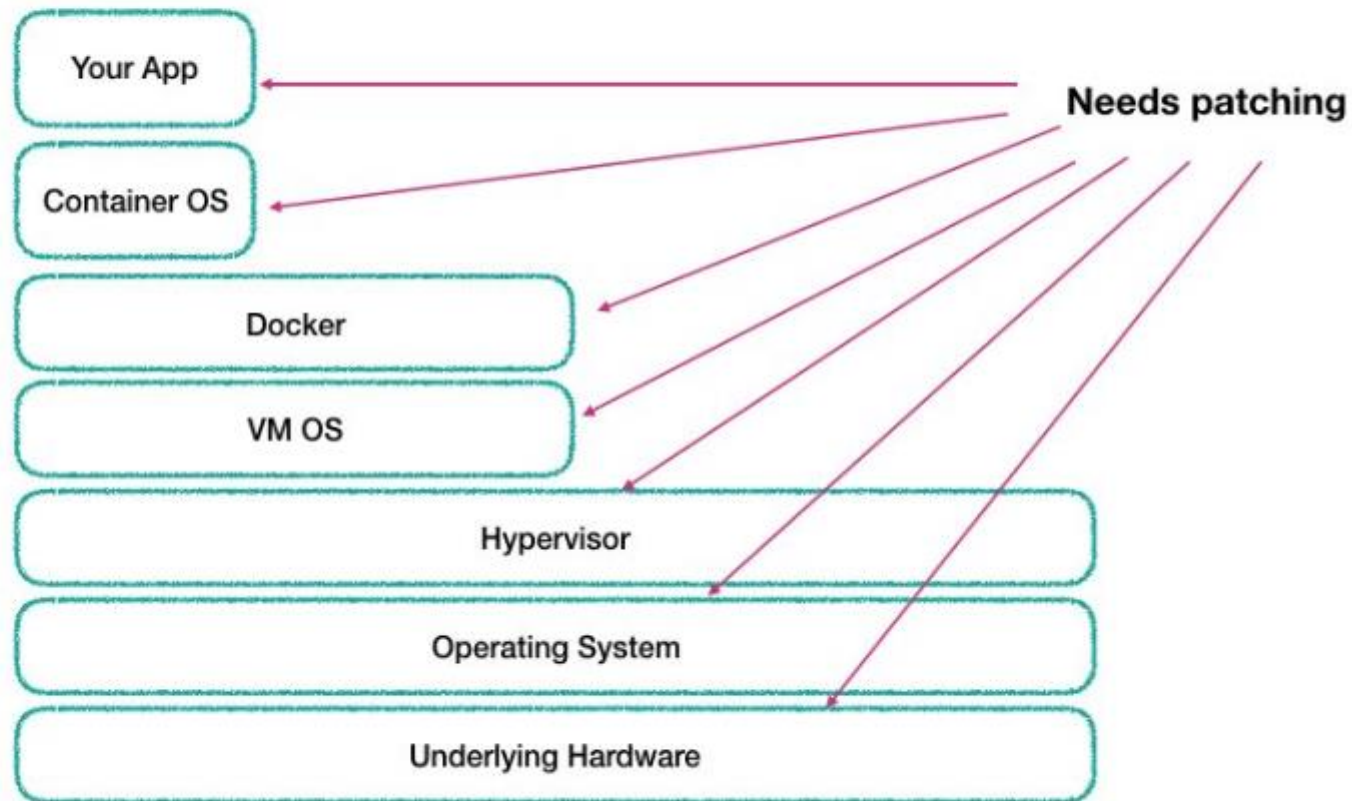 Your App
Needs patching
Container OS
Docker
VM OS
Hypervisor
Operating System
Underlying Hardware